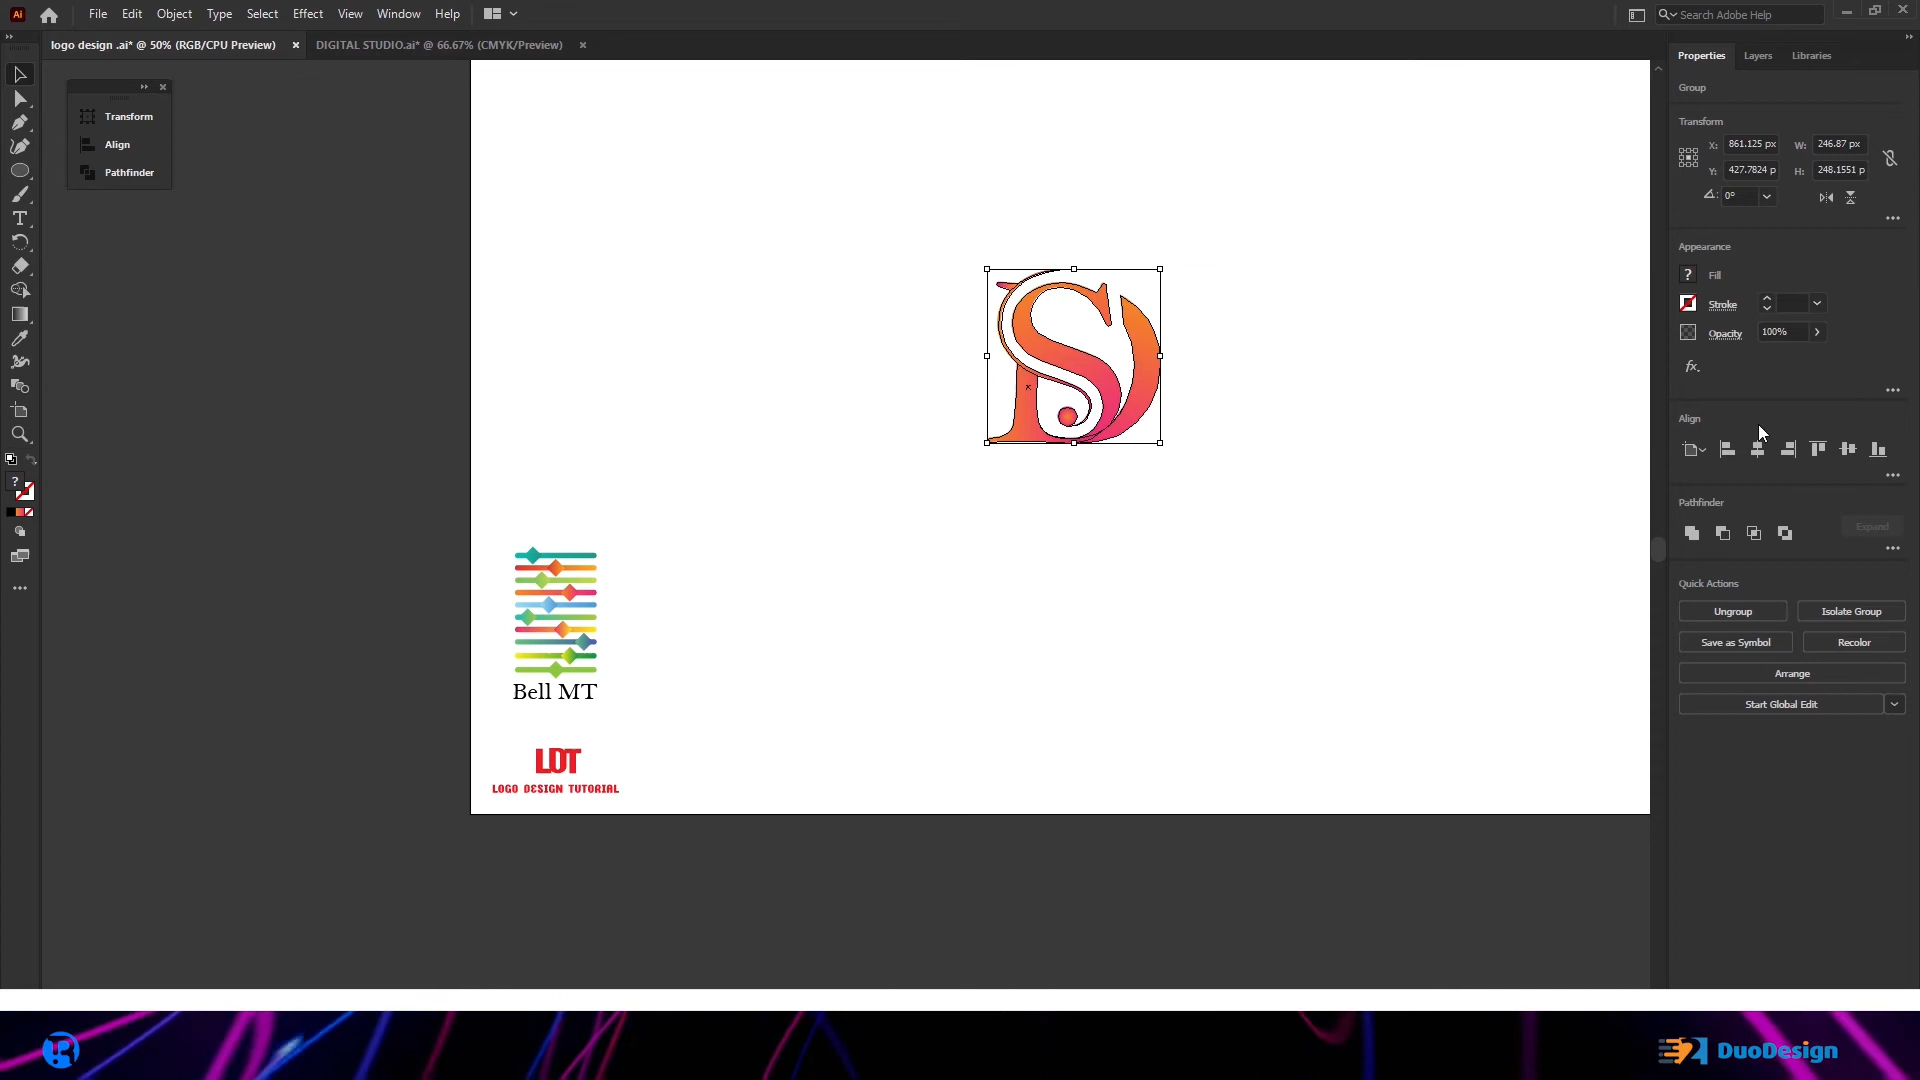 Ai File Edit Object Type Select Effect View Window Help Search Adobe Help
logo design .ai* @ 50% (RGB/CPU Preview) × DIGITAL STUDIO.ai* @ 66.67% (CMYK/Preview) ×
Transform
Align
Pathfinder
Properties Layers Libraries
Group
Transform
X: 861.125 px W: 246.87 px
Y: 427.7824 p H: 248.1551 p
0°
Appearance
? Fill
Stroke
Opacity 100%
fx.
Align
Pathfinder
Expand
Quick Actions
Ungroup Isolate Group
Save as Symbol Recolor
Arrange
Start Global Edit
SD
Bell MT
LDT
LOGO DESIGN TUTORIAL
?
DuoDesign